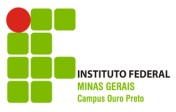 INSTITUTO FEDERAL
MINAS GERAIS
Campus Ouro Preto